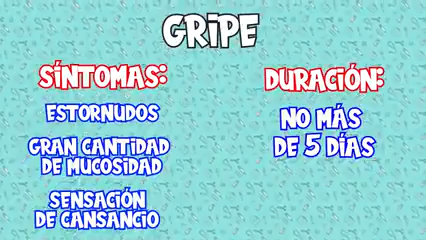 GRIPE
SÍNTOMAS:
ESTORNUDOS
GRAN CANTIDAD
DE MUCOSIDAD
SENSACIÓN
DE CANSANCIO
DURACIÓN:
NO MÁS
DE 5 DÍAS